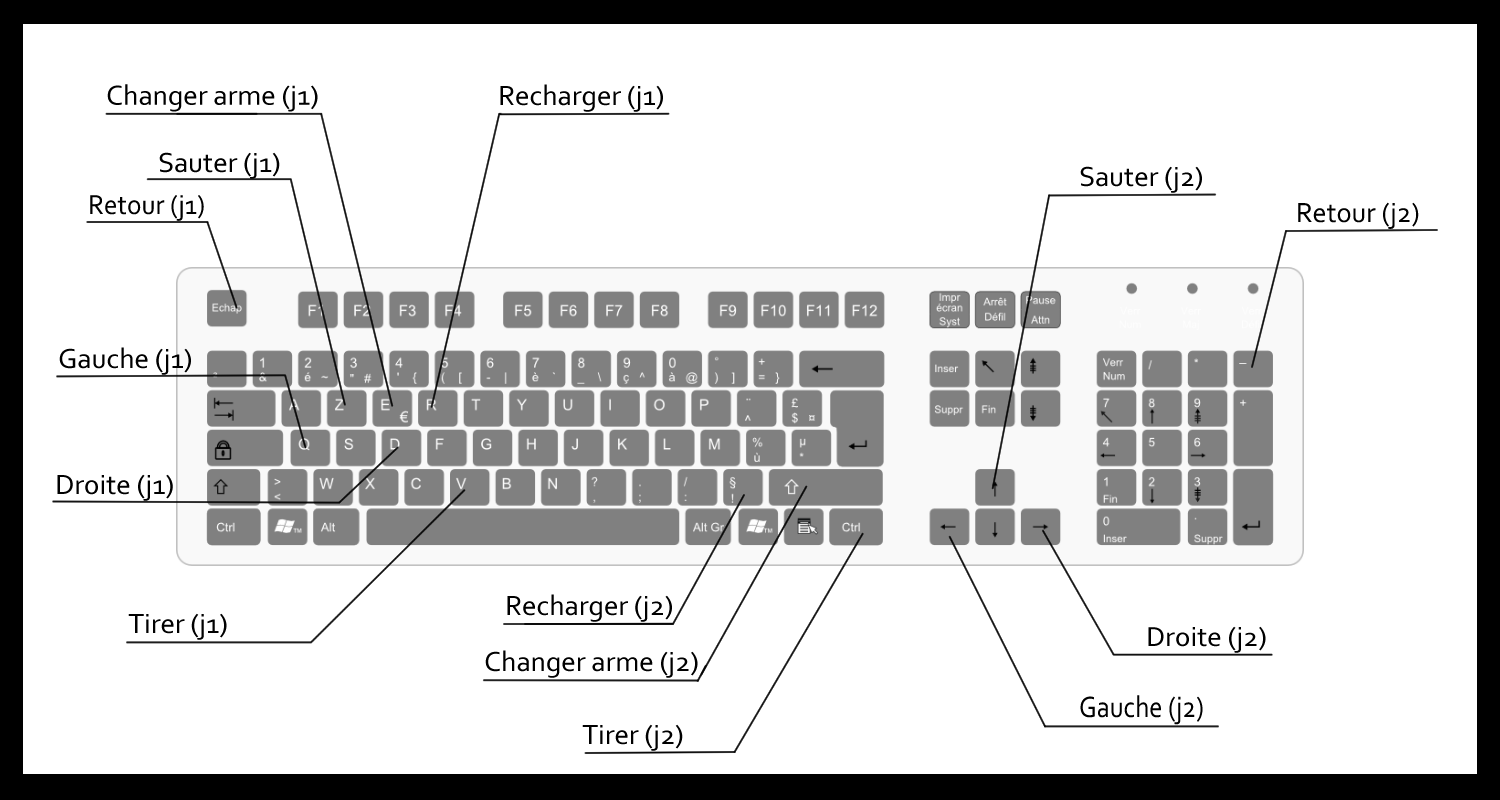 Changer arme (j1)
Recharger (j1)
Sauter (j1)
Sauter (j2)
Retour (j1)
Retour (j2)
Echap
F1
F2
F3
F4
F5
F6
F7
F8
F9
F10
F11
F12
Impr
écran
Syst
Arrêt
Défil
Pause
Attn
Gauche (j1)
1
&
2
é ~
3
" #
4
' {
5
( [
6
- |
7
è `
8
_ \
9
ç ^
0
à @
°
) ]
+
= }
Inser
Verr
Num
/
*
–
A
Z
E
€
R
T
Y
U
I
O
P
¨
^
£
$ ¤
Suppr
Fin
7
8
9
+
Q
S
D
F
G
H
J
K
L
M
%
ù
µ
*
4
5
6
Droite (j1)
>
<
W
X
C
V
B
N
?
,
.
;
/
:
§
!
1
Fin
2
3
Ctrl
TM
Alt
Alt Gr
TM
Ctrl
0
Inser
.
Suppr
Tirer (j1)
Recharger (j2)
Changer arme (j2)
Droite (j2)
Gauche (j2)
Tirer (j2)